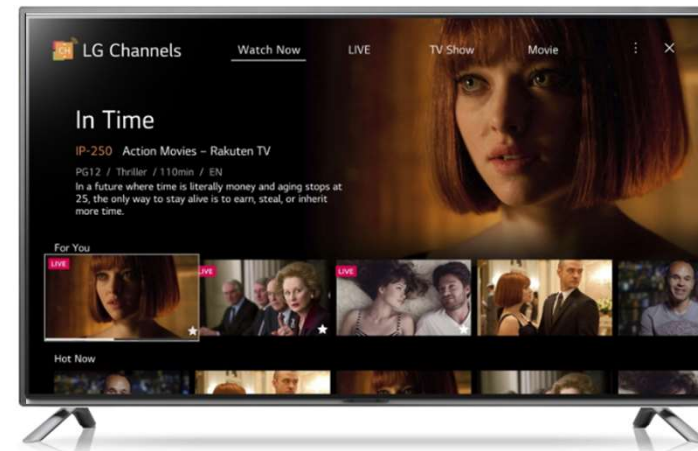 CH
LG Channels
Watch Now LIVE TV Show Movie
In Time
IP-250 Action Movies – Rakuten TV
PG12 / Thriller / 110min / EN
In a future where time is literally money and aging stops at
25, the only way to stay alive is to earn, steal, or inherit
more time.
For You
LIVE LIVE LIVE
Hot Now